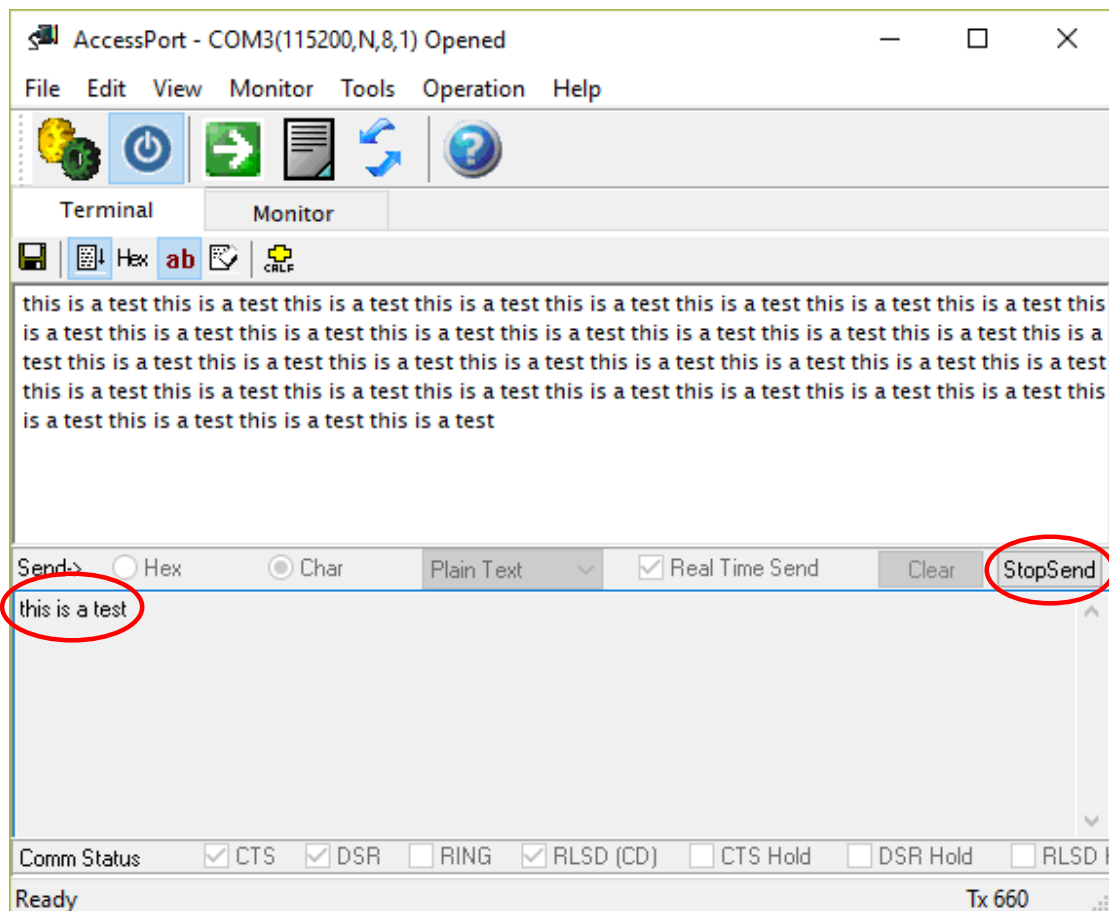 AccessPort - COM3(115200,N,8,1) Opened
File Edit View Monitor Tools Operation Help
Terminal Monitor
Hex ab CRLF
this is a test this is a test this is a test this is a test this is a test this is a test this is a test this is a test this
is a test this is a test this is a test this is a test this is a test this is a test this is a test this is a test this is a
test this is a test this is a test this is a test this is a test this is a test this is a test this is a test this is a test
this is a test this is a test this is a test this is a test this is a test this is a test this is a test this is a test this
is a test this is a test this is a test this is a test
Send-> Hex Char Plain Text Real Time Send Clear StopSend
this is a test
Comm Status CTS DSR RING RLSD (CD) CTS Hold DSR Hold RLSD
Ready Tx 660